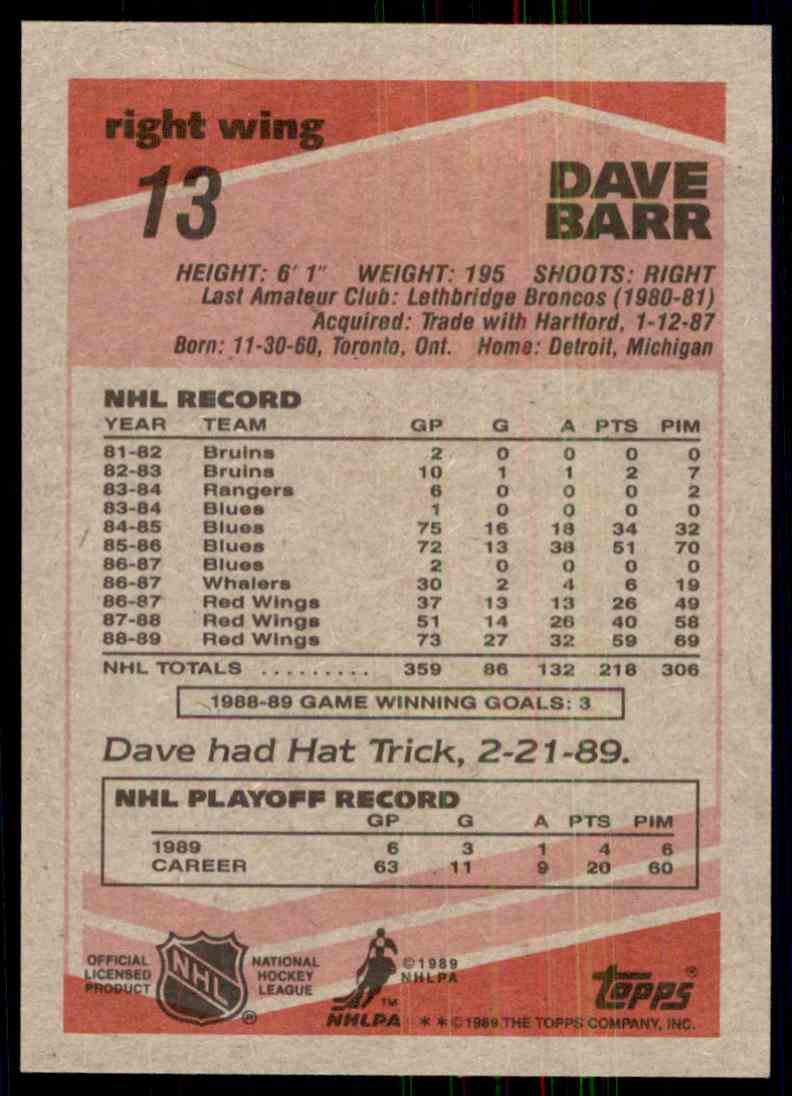 right wing
13
DAVE
BARR
HEIGHT: 6' 1" WEIGHT: 195 SHOOTS: RIGHT
Last Amateur Club: Lethbridge Broncos (1980-81)
Acquired: Trade with Hartford, 1-12-87
Born: 11-30-60, Toronto, Ont. Home: Detroit, Michigan
NHL RECORD
YEAR TEAM GP G A PTS PIM
81-82 Bruins 2 0 0 0 0
82-83 Bruins 10 1 1 2 7
83-84 Rangers 6 0 0 0 2
83-84 Blues 1 0 0 0 0
84-85 Blues 75 16 18 34 32
85-86 Blues 72 13 38 51 70
86-87 Blues 2 0 0 0 0
86-87 Whalers 30 2 4 6 19
86-87 Red Wings 37 13 13 26 49
87-88 Red Wings 51 14 26 40 58
88-89 Red Wings 73 27 32 59 69
NHL TOTALS ......... 359 86 132 218 306
1988-89 GAME WINNING GOALS: 3
Dave had Hat Trick, 2-21-89.
NHL PLAYOFF RECORD
GP G A PTS PIM
1989 6 3 1 4 6
CAREER 63 11 9 20 60
OFFICIAL
LICENSED
PRODUCT
NHL
®
NATIONAL
HOCKEY
LEAGUE
©1989
NHLPA
TM
NHLPA
topps®
**©1989 THE TOPPS COMPANY, INC.